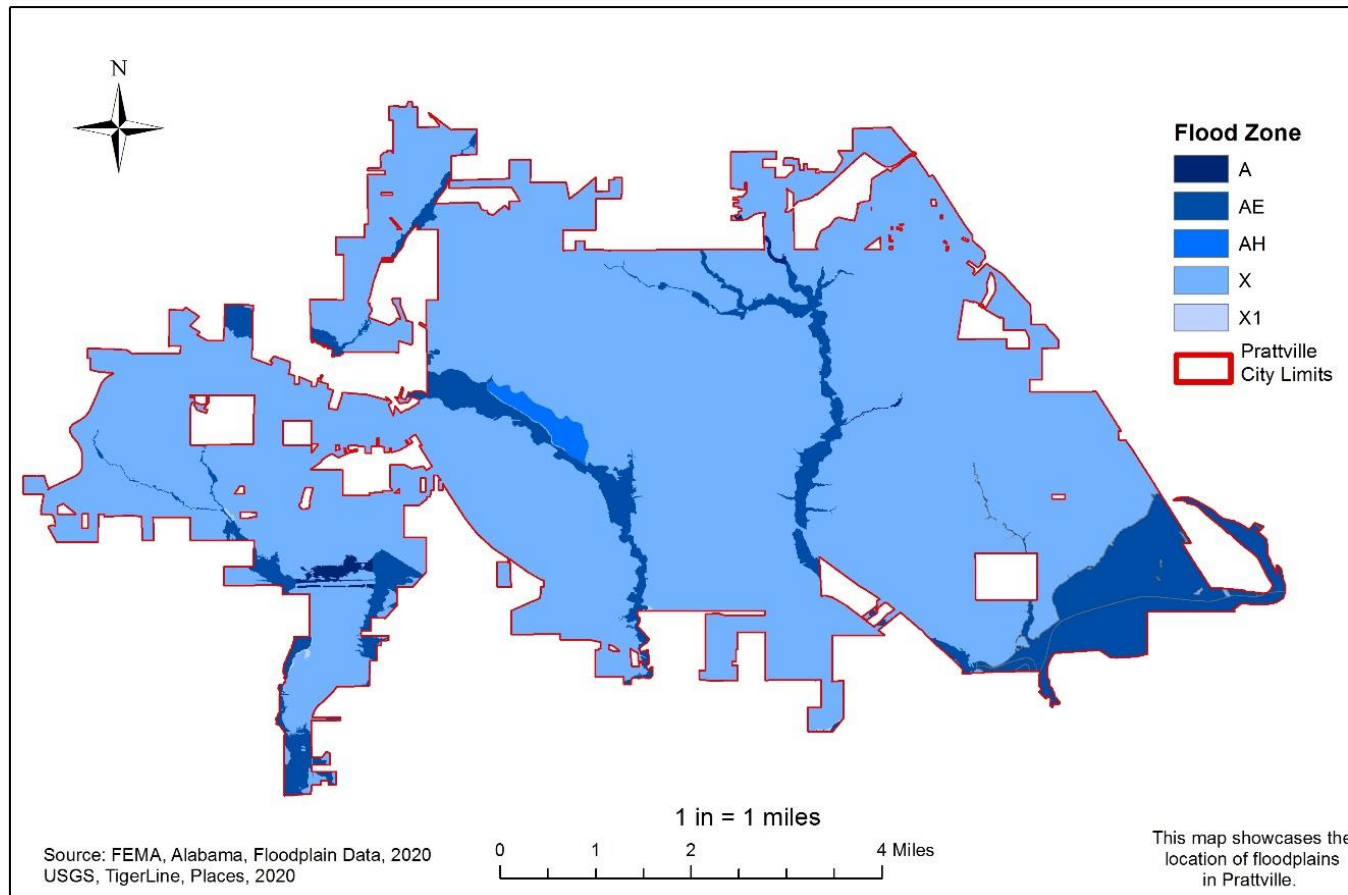 N
Flood Zone
A
AE
AH
X
X1
Prattville
City Limits
1 in = 1 miles
0 1 2 4 Miles
Source: FEMA, Alabama, Floodplain Data, 2020
USGS, TigerLine, Places, 2020
This map showcases the
location of floodplains
in Prattville.